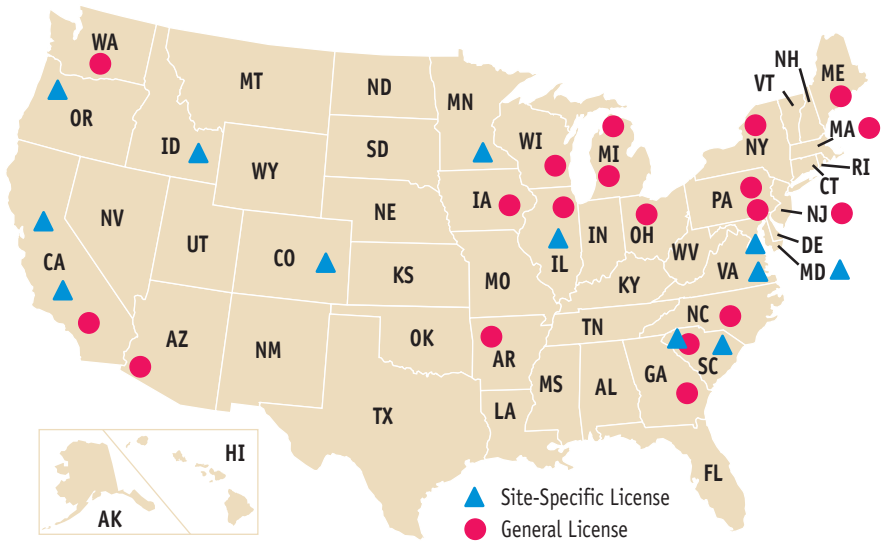 WA
MT
ND
MN
OR
ID
WY
SD
WI
MI
NH
VT
ME
NY
MA
RI
CT
NV
UT
CO
NE
IA
IL
IN
OH
PA
NJ
DE
MD
WV
VA
CA
KS
MO
KY
AZ
NM
OK
AR
TN
NC
SC
TX
LA
MS
AL
GA
FL
HI
AK
Site-Specific License
General License